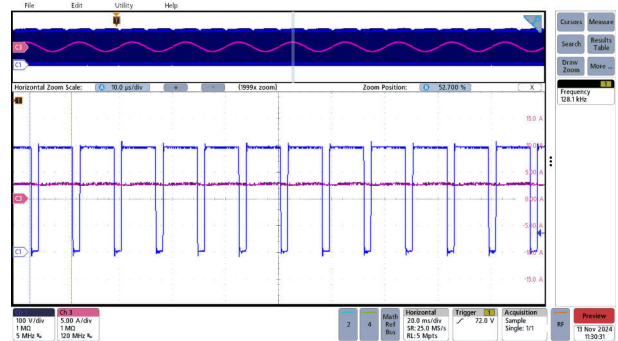 File Edit Utility Help
Cursors Measure
Search Results Table
Draw Zoom More ...
C3
C1
Horizontal Zoom Scale: A 10.0 µs/div + - (1999x zoom) Zoom Position: B 52.700 % X
Frequency 1
128.1 kHz
15.0 A
5.00 A
C3
0.00 A
-5.00 A
C1
-15.0 A
100 V/div
1 MΩ
5 MHz
Ch 3
5.00 A/div
1 MΩ
120 MHz
2
4
Math
Ref
Bus
Horizontal
20.0 ms/div
SR: 25.0 MS/s
RL: 5 Mpts
Trigger 1
72.0 V
Acquisition
Sample
Single: 1/1
RF
Preview
13 Nov 2024
11:30:31